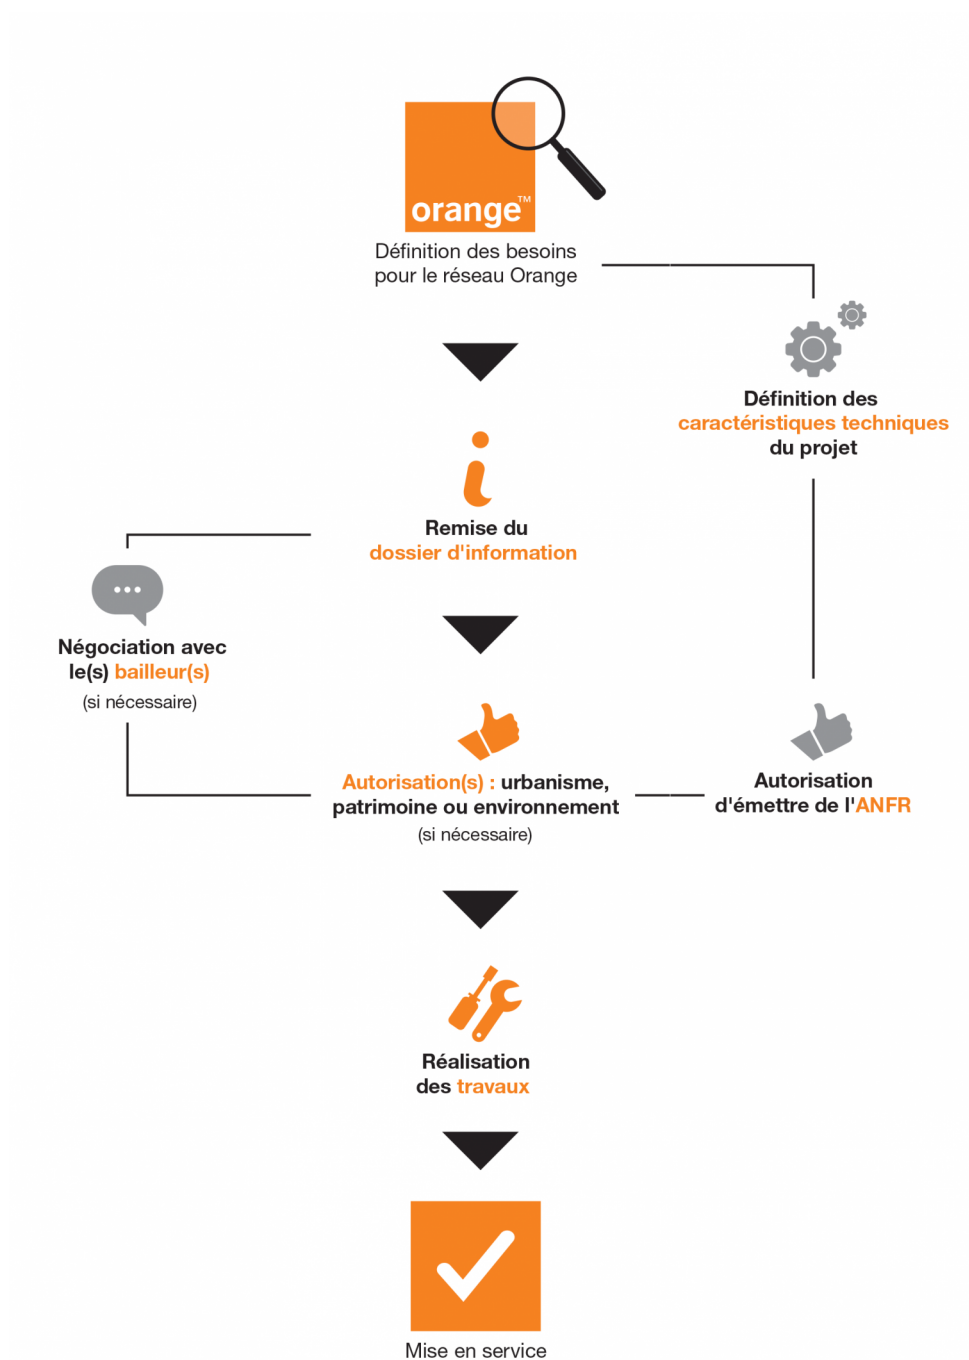 orange™
Définition des besoins
pour le réseau Orange
Définition des
caractéristiques techniques
du projet
Remise du
dossier d'information
Négociation avec
le(s) bailleur(s)
(si nécessaire)
Autorisation(s) : urbanisme,
patrimoine ou environnement
(si nécessaire)
Autorisation
d'émettre de l'ANFR
Réalisation
des travaux
Mise en service